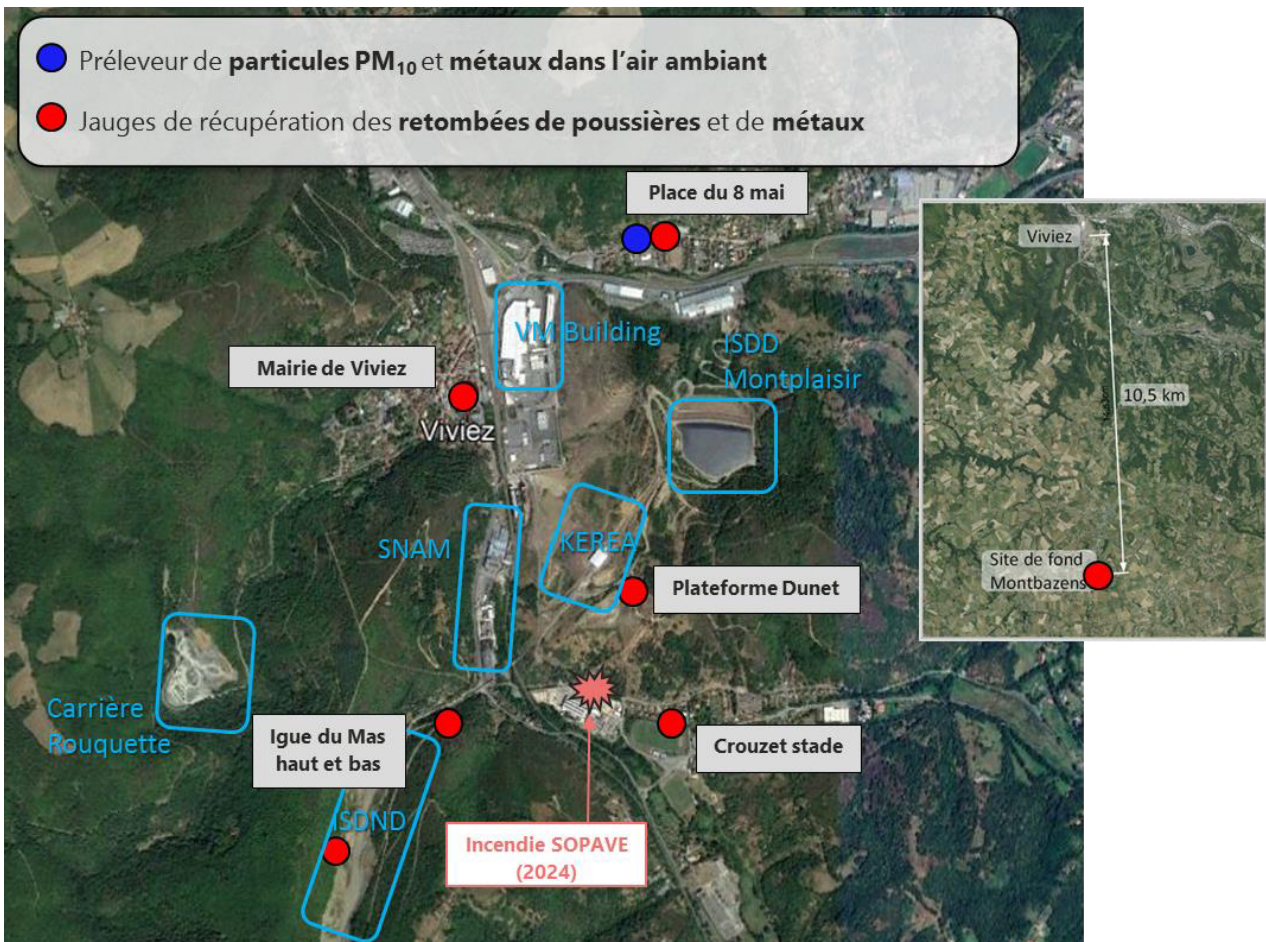 Préleveur de particules PM10 et métaux dans l'air ambiant
Jauges de récupération des retombées de poussières et de métaux
Place du 8 mai
Viviez
VM Building
ISDD
Montplaisir
Mairie de Viviez
Viviez
10,5 km
SNAM
KEREA
Site de fond
Montbazens
Plateforme Dunet
Carrière
Rouquette
Igue du Mas
haut et bas
Crouzet stade
ISDND
Incendie SOPAVE
(2024)